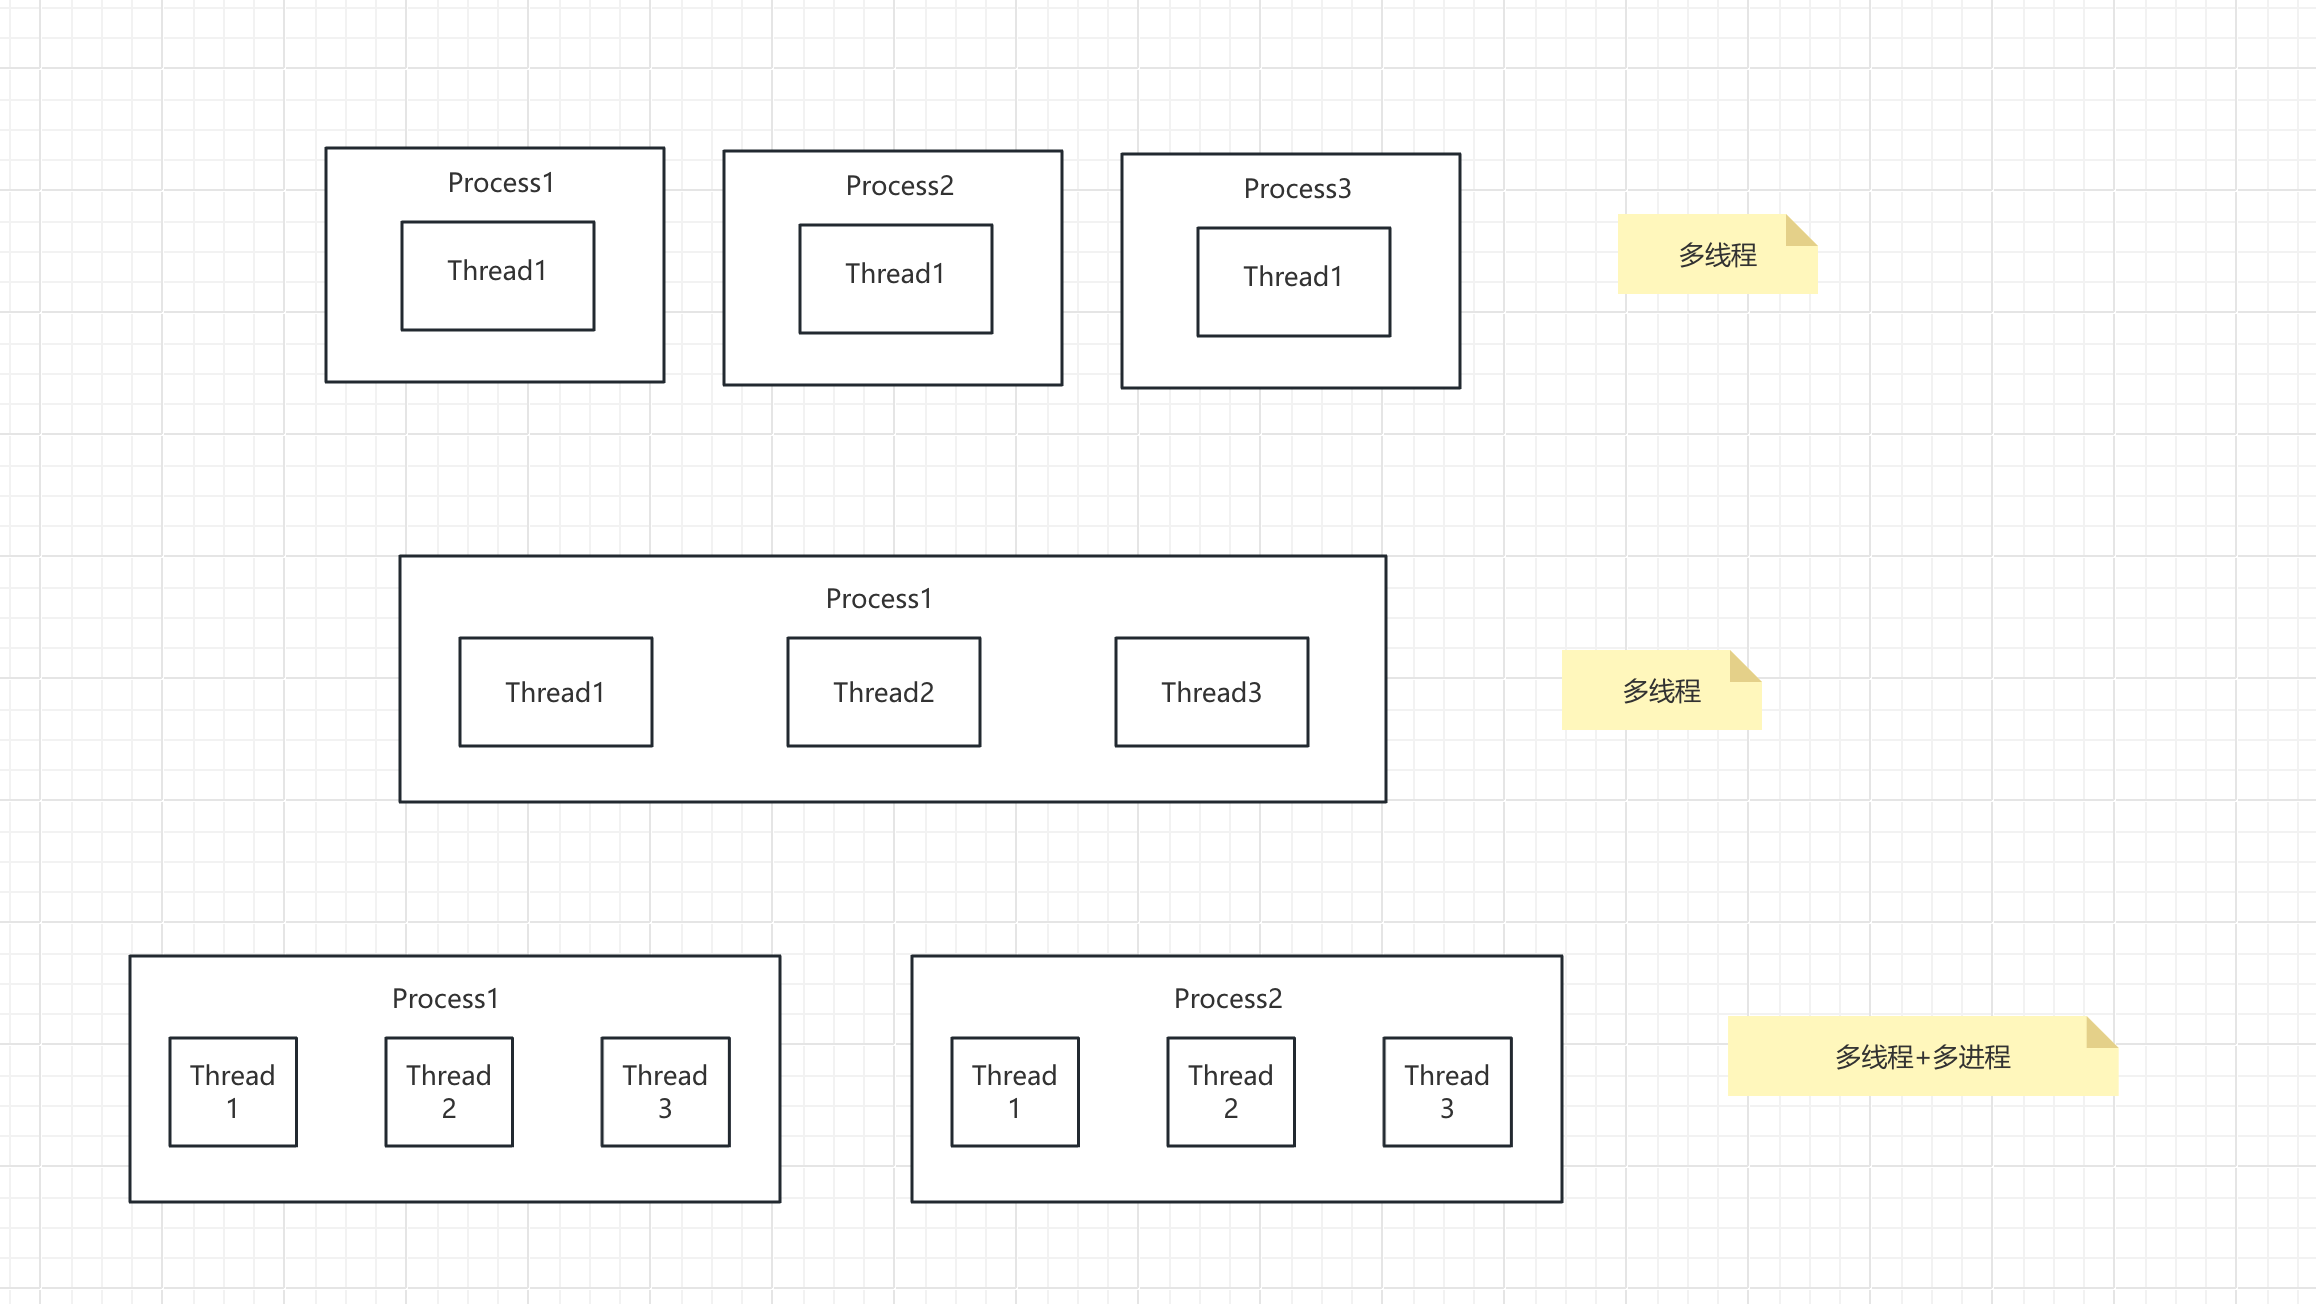 Process1
Thread1
Process2
Thread1
Process3
Thread1
多线程
Process1
Thread1
Thread2
Thread3
多线程
Process1
Thread
1
Thread
2
Thread
3
Process2
Thread
1
Thread
2
Thread
3
多线程+多进程